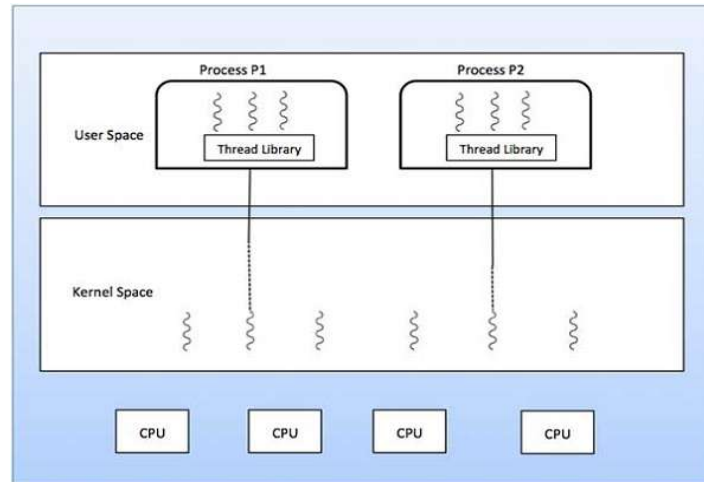 Process P1
Process P2
User Space
Thread Library
Thread Library
Kernel Space
CPU
CPU
CPU
CPU